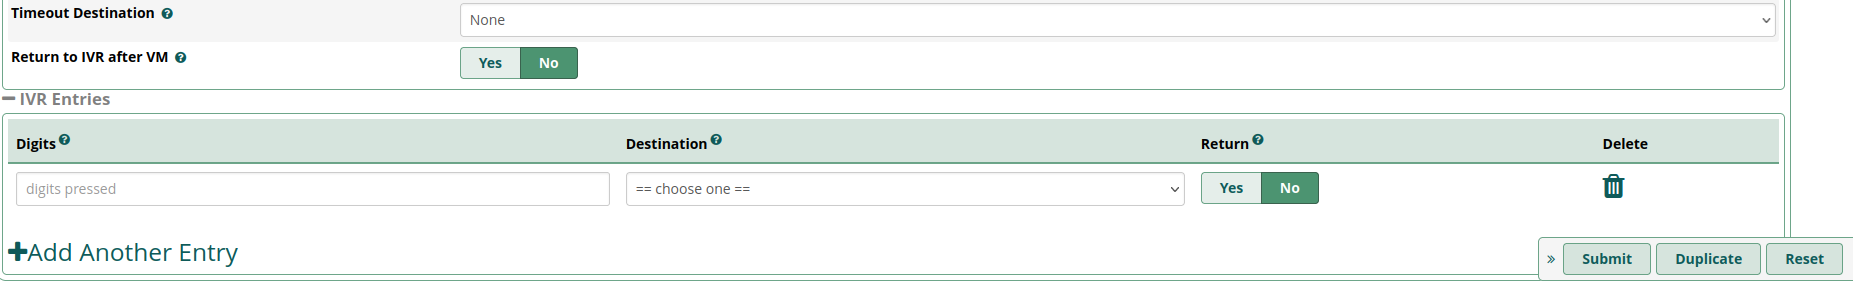 Timeout Destination
None
Return to IVR after VM
Yes No
IVR Entries
Digits Destination Return Delete
digits pressed == choose one == Yes No
Add Another Entry
» Submit Duplicate Reset